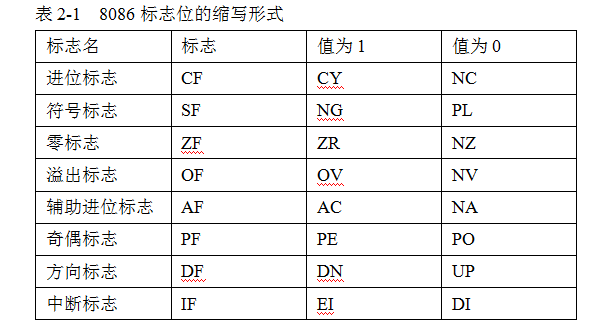 表 2-1 8086 标志位的缩写形式
标志名 标志 值为 1 值为 0
进位标志 CF CY NC
符号标志 SF NG PL
零标志 ZF ZR NZ
溢出标志 OF OV NV
辅助进位标志 AF AC NA
奇偶标志 PF PE PO
方向标志 DF DN UP
中断标志 IF EI DI